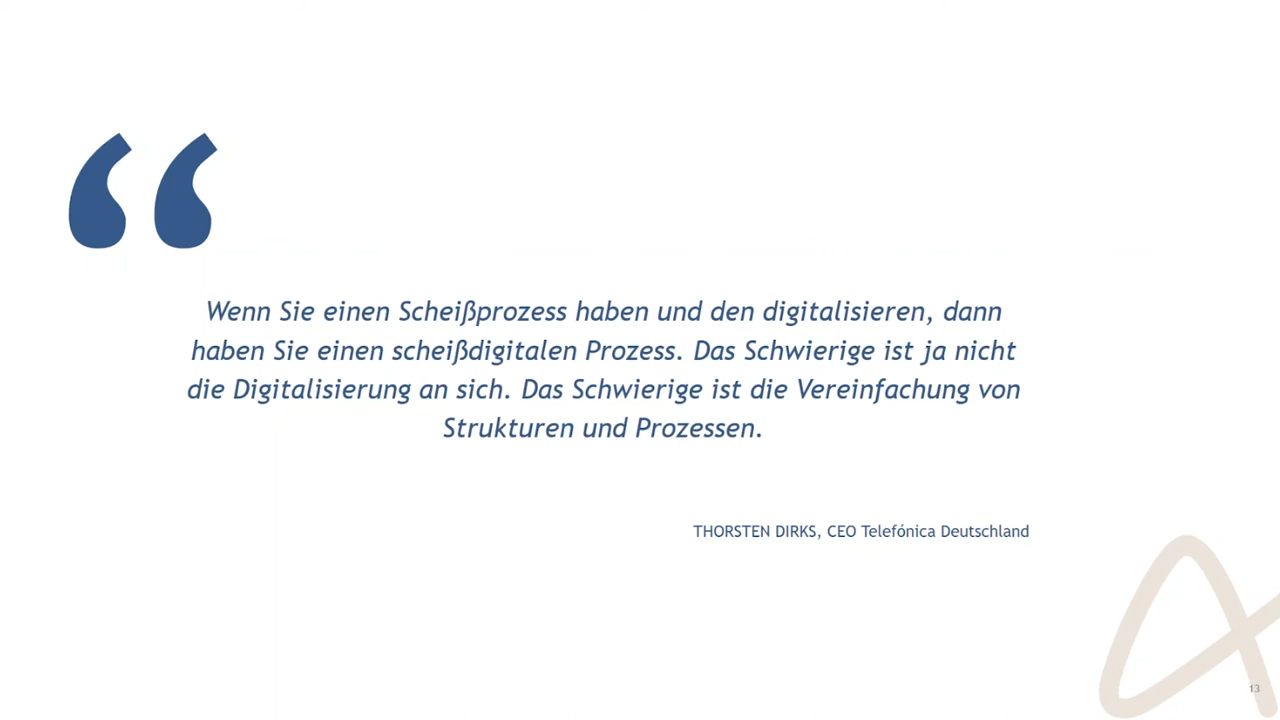 “
Wenn Sie einen Scheißprozess haben und den digitalisieren, dann
haben Sie einen scheißdigitalen Prozess. Das Schwierige ist ja nicht
die Digitalisierung an sich. Das Schwierige ist die Vereinfachung von
Strukturen und Prozessen.
THORSTEN DIRKS, CEO Telefónica Deutschland
13